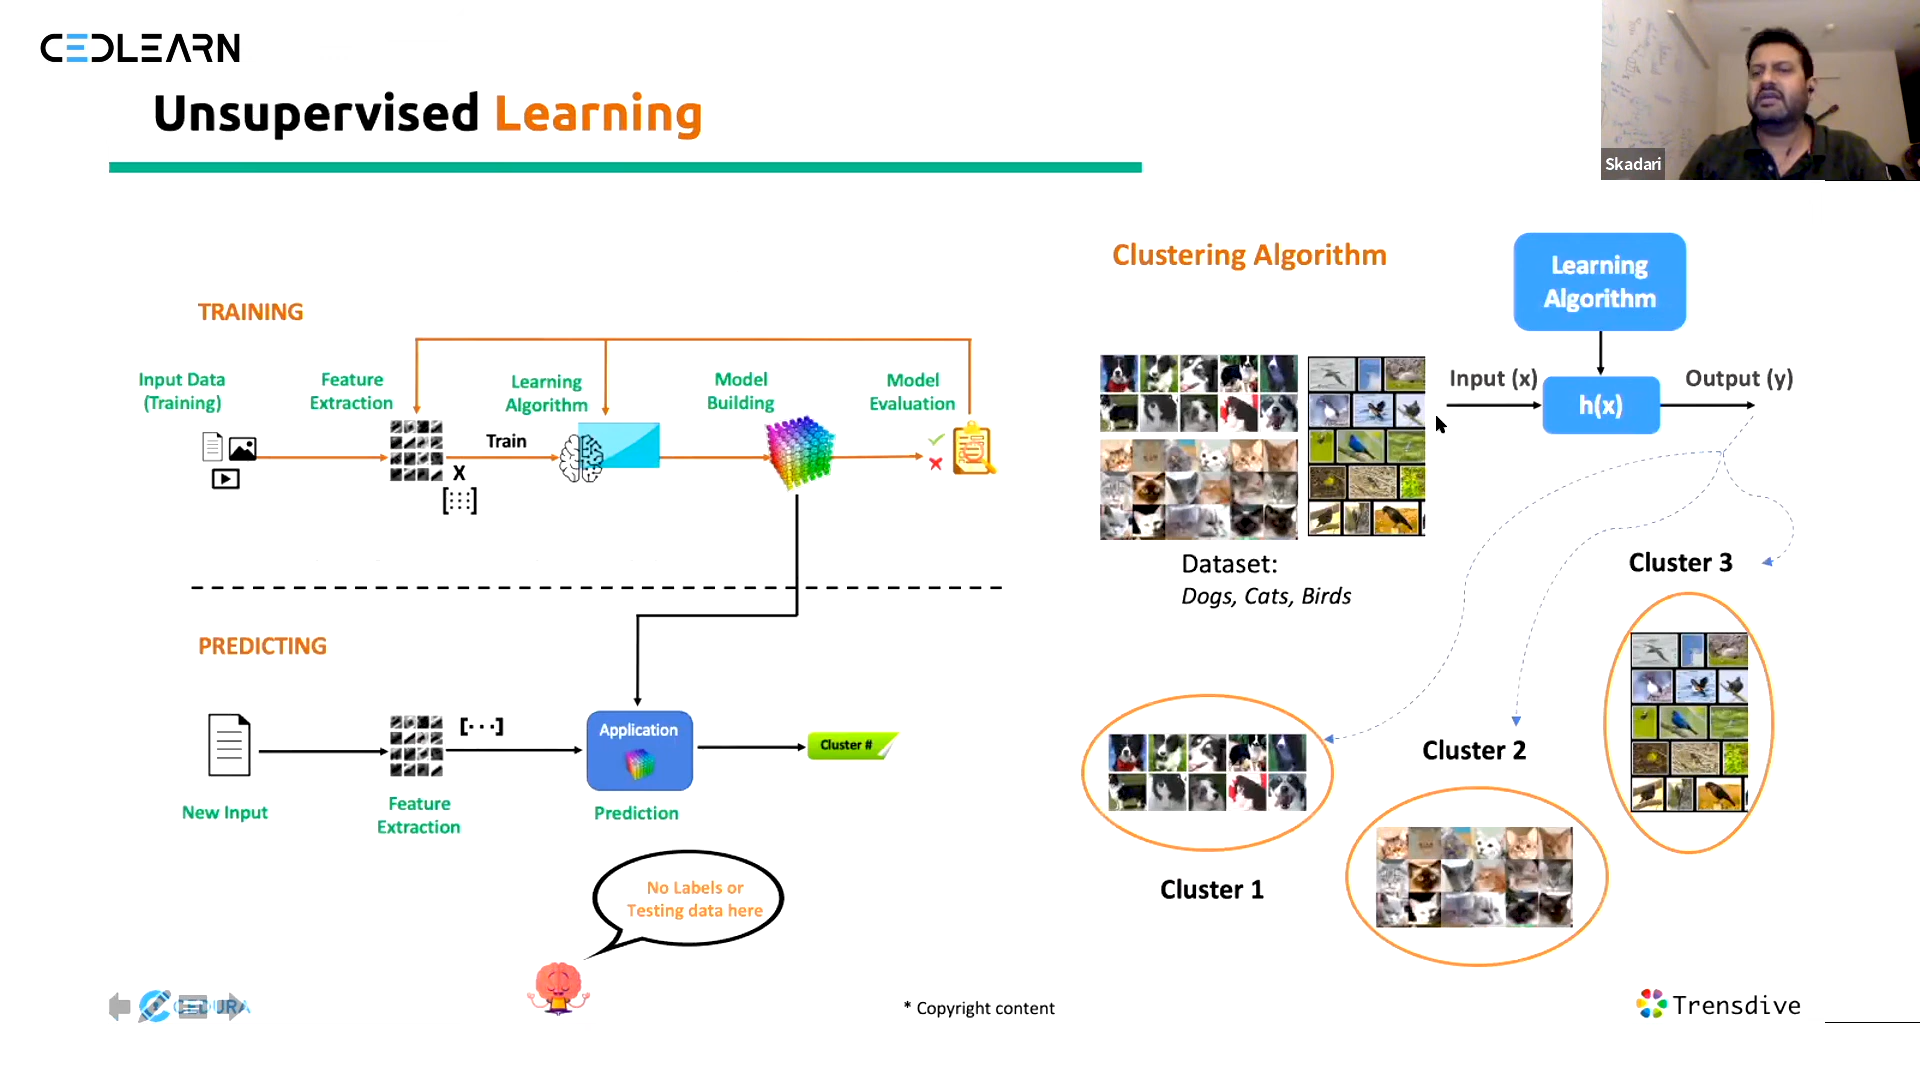 CEDLEARN
Unsupervised Learning
Skadari
TRAINING
Input Data
(Training)
Feature
Extraction
Learning
Algorithm
Model
Building
Model
Evaluation
Train
X
[:::]
PREDICTING
[···]
Application
Cluster #
New Input
Feature
Extraction
Prediction
No Labels or
Testing data here
Clustering Algorithm
Learning
Algorithm
Input (x)
h(x)
Output (y)
Dataset:
Dogs, Cats, Birds
Cluster 3
Cluster 2
Cluster 1
CEDURA
* Copyright content
Trensdive